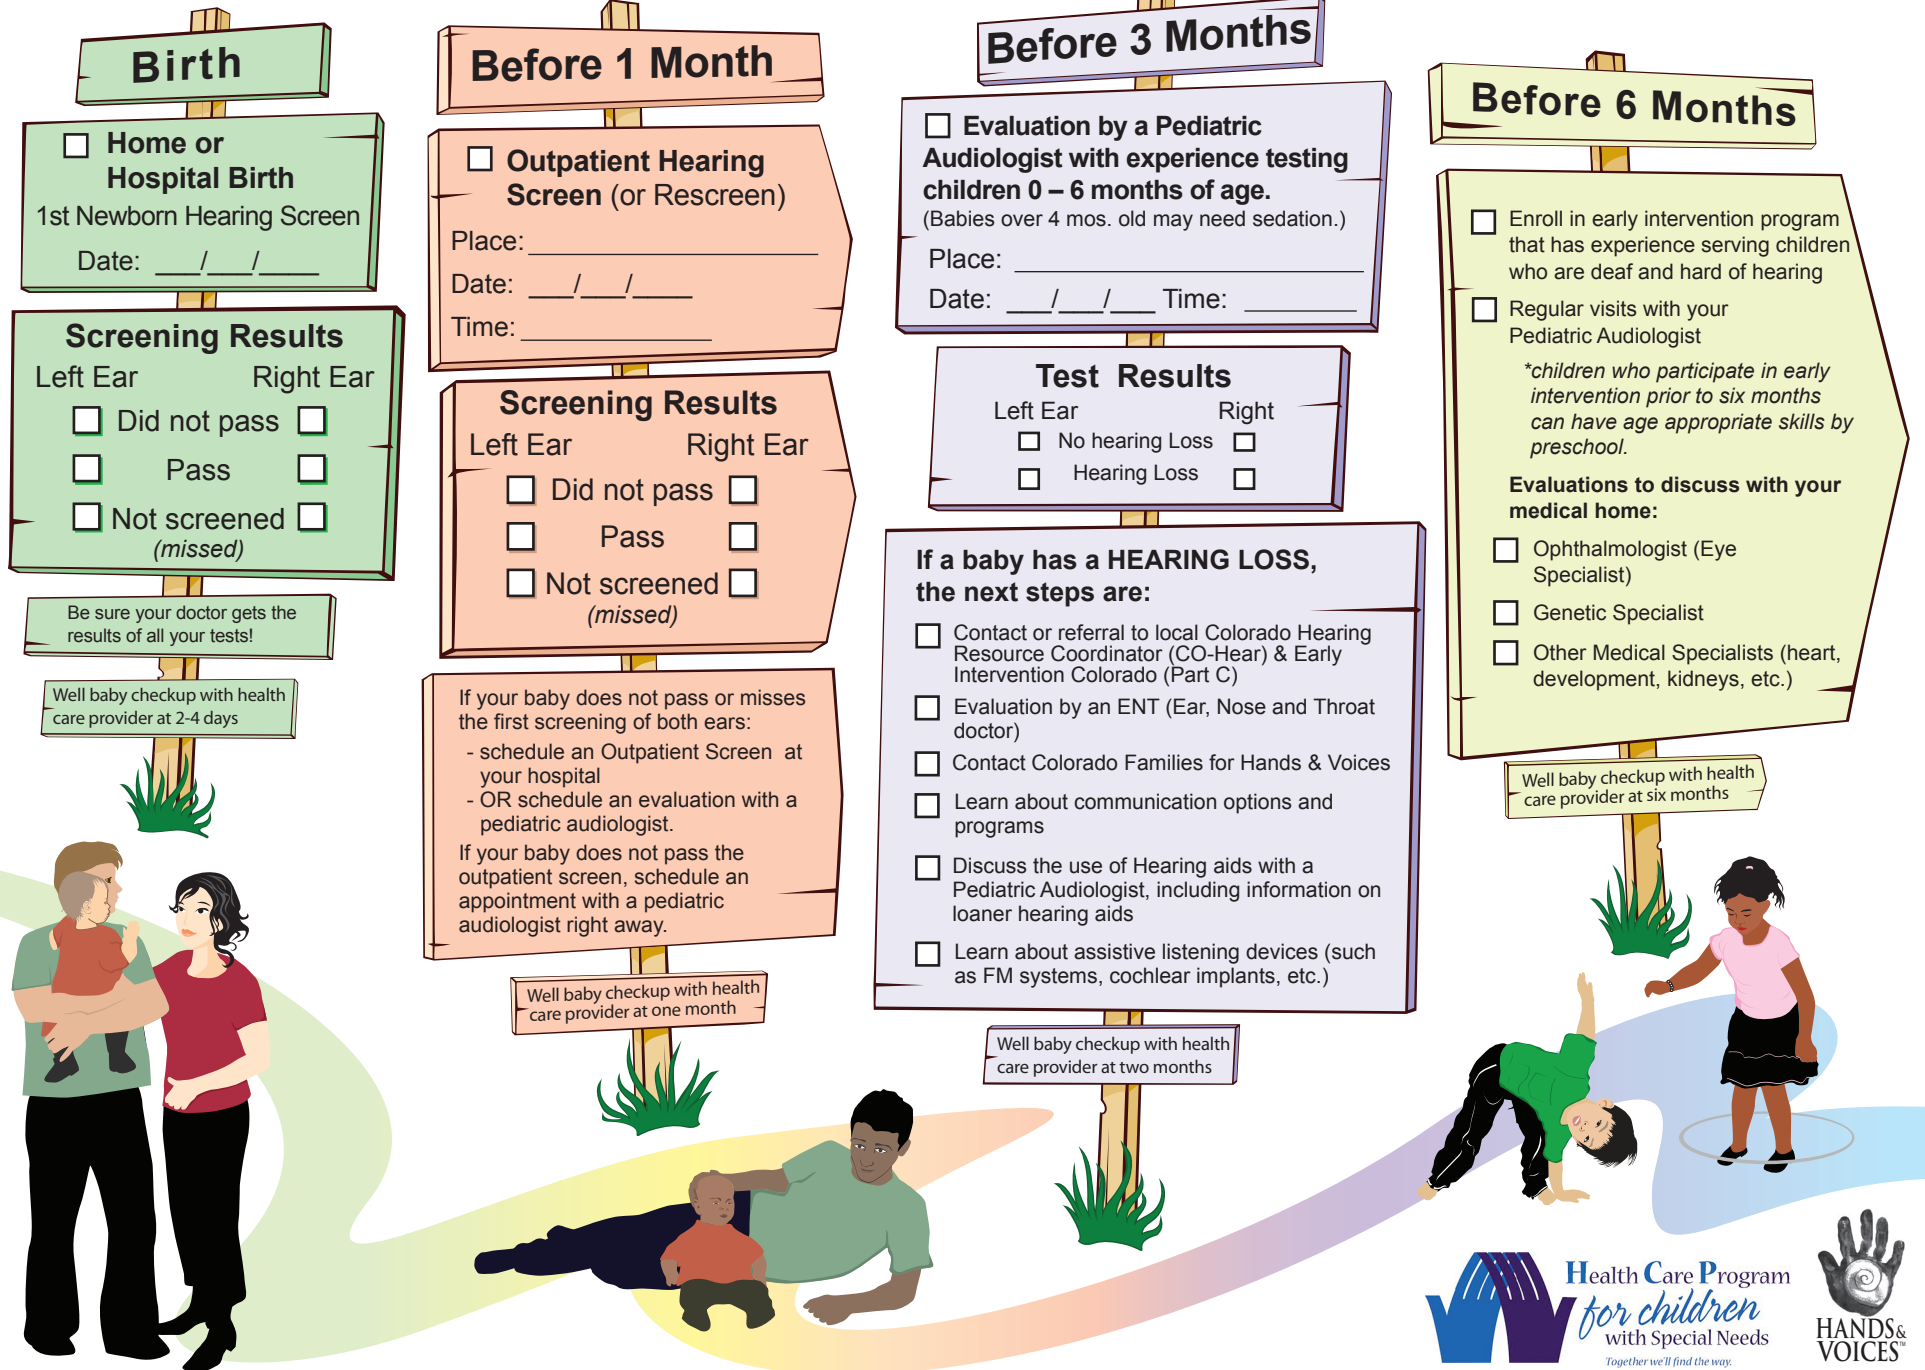 Birth
Home or
Hospital Birth
1st Newborn Hearing Screen
Date: ___/___/____
Screening Results
Left Ear Right Ear
Did not pass
Pass
Not screened
(missed)
Be sure your doctor gets the
results of all your tests!
Well baby checkup with health
care provider at 2-4 days
Before 1 Month
Outpatient Hearing
Screen (or Rescreen)
Place: ____________________
Date: ___/___/____
Time: _____________
Screening Results
Left Ear Right Ear
Did not pass
Pass
Not screened
(missed)
If your baby does not pass or misses
the first screening of both ears:
- schedule an Outpatient Screen at
your hospital
- OR schedule an evaluation with a
pediatric audiologist.
If your baby does not pass the
outpatient screen, schedule an
appointment with a pediatric
audiologist right away.
Well baby checkup with health
care provider at one month
Before 3 Months
Evaluation by a Pediatric
Audiologist with experience testing
children 0 – 6 months of age.
(Babies over 4 mos. old may need sedation.)
Place: ________________________
Date: ___/___/___ Time: ________
Test Results
Left Ear Right
No hearing Loss
Hearing Loss
If a baby has a HEARING LOSS,
the next steps are:
Contact or referral to local Colorado Hearing
Resource Coordinator (CO-Hear) & Early
Intervention Colorado (Part C)
Evaluation by an ENT (Ear, Nose and Throat
doctor)
Contact Colorado Families for Hands & Voices
Learn about communication options and
programs
Discuss the use of Hearing aids with a
Pediatric Audiologist, including information on
loaner hearing aids
Learn about assistive listening devices (such
as FM systems, cochlear implants, etc.)
Well baby checkup with health
care provider at two months
Before 6 Months
Enroll in early intervention program
that has experience serving children
who are deaf and hard of hearing
Regular visits with your
Pediatric Audiologist
*children who participate in early
intervention prior to six months
can have age appropriate skills by
preschool.
Evaluations to discuss with your
medical home:
Ophthalmologist (Eye
Specialist)
Genetic Specialist
Other Medical Specialists (heart,
development, kidneys, etc.)
Well baby checkup with health
care provider at six months
Health Care Program
for children
with Special Needs
Together we'll find the way.
HANDS&
VOICES™